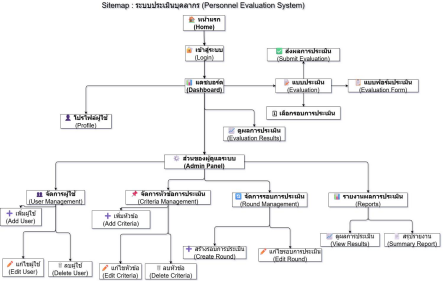 Sitemap : ระบบประเมินบุคลากร (Personnel Evaluation System)
หน้าแรก
(Home)
เข้าสู่ระบบ
(Login)
ส่งผลการประเมิน
(Submit Evaluation)
แดชบอร์ด
(Dashboard)
แบบประเมิน
(Evaluation)
แบบฟอร์มประเมิน
(Evaluation Form)
โปรไฟล์ผู้ใช้
(Profile)
เลือกรอบการประเมิน
ดูผลการประเมิน
(Evaluation Results)
ส่วนของผู้ดูแลระบบ
(Admin Panel)
จัดการผู้ใช้
(User Management)
จัดการหัวข้อการประเมิน
(Criteria Management)
จัดการรอบการประเมิน
(Round Management)
รายงานผลการประเมิน
(Reports)
เพิ่มผู้ใช้
(Add User)
เพิ่มหัวข้อ
(Add Criteria)
แก้ไขผู้ใช้
(Edit User)
ลบผู้ใช้
(Delete User)
แก้ไขหัวข้อ
(Edit Criteria)
ลบหัวข้อ
(Delete Criteria)
สร้างรอบการประเมิน
(Create Round)
แก้ไขรอบการประเมิน
(Edit Round)
ดูผลการประเมิน
(View Results)
สรุปรายงาน
(Summary Report)